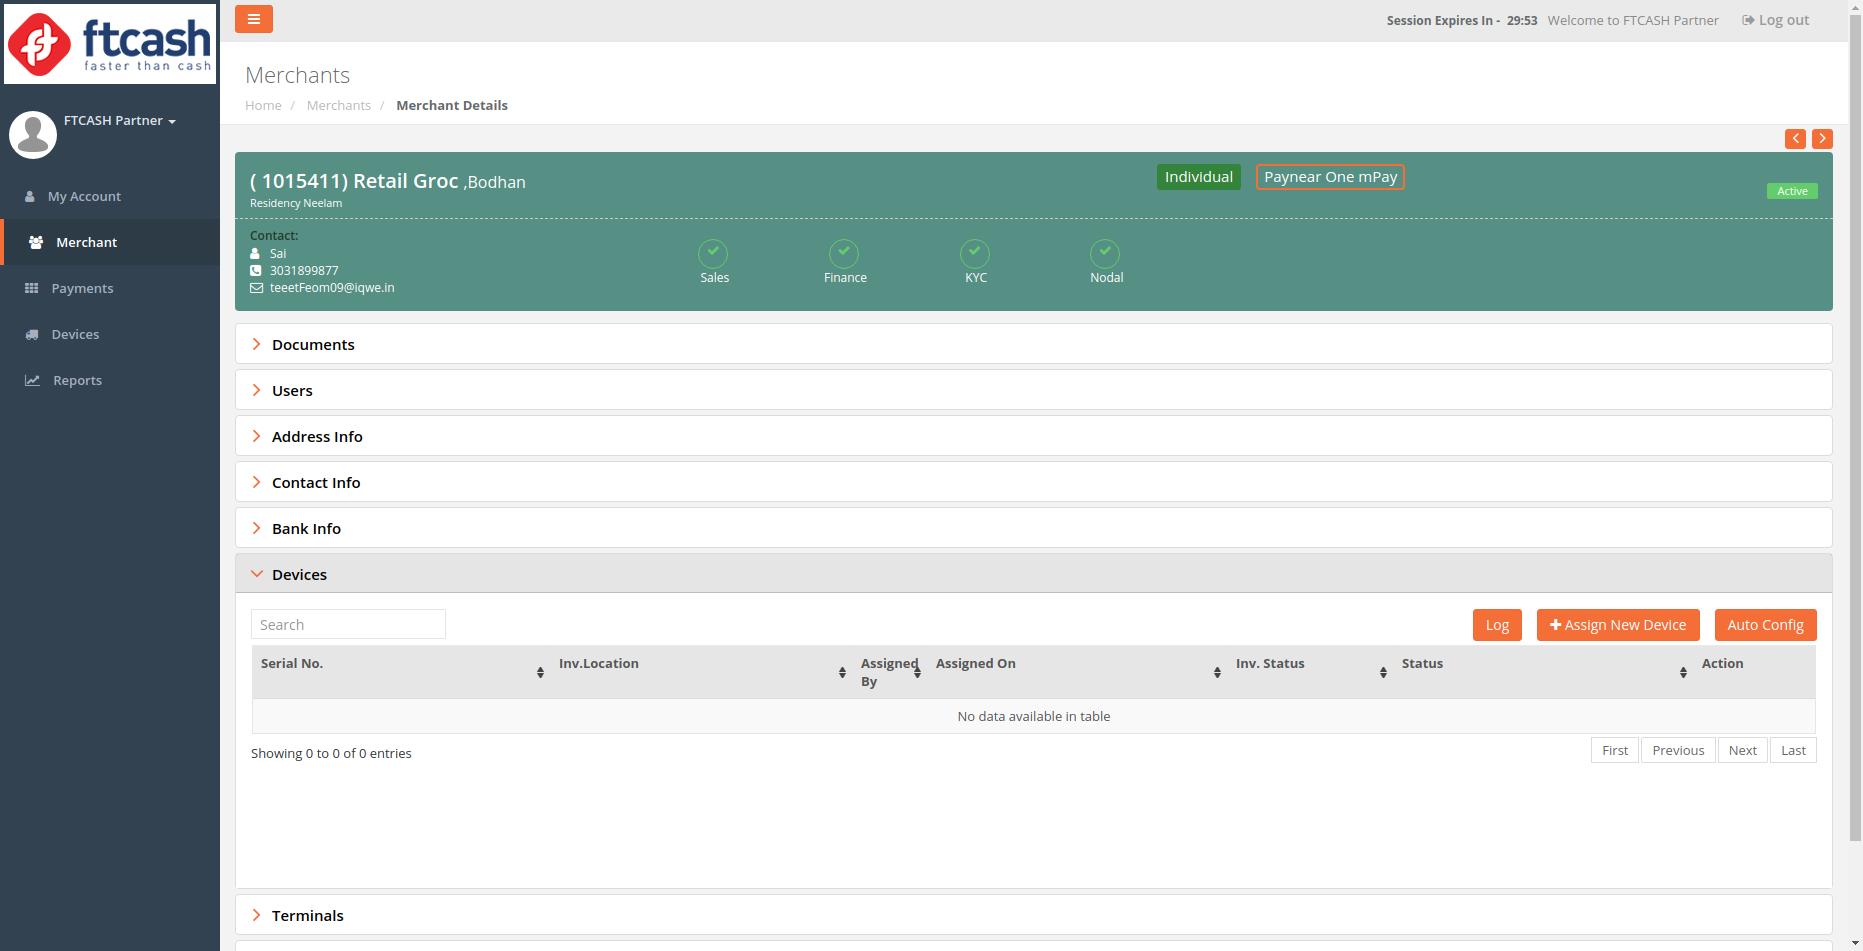 ftcash
faster than cash
Session Expires In - 29:53 Welcome to FTCASH Partner Log out
FTCASH Partner
My Account
Merchant
Payments
Devices
Reports
Merchants
Home / Merchants / Merchant Details
( 1015411) Retail Groc ,Bodhan
Residency Neelam
Individual
Paynear One mPay
Active
Contact:
Sai
3031899877
teeetFeom09@iqwe.in
Sales
Finance
KYC
Nodal
Documents
Users
Address Info
Contact Info
Bank Info
Devices
Search
Log
Assign New Device
Auto Config
Serial No.
Inv.Location
Assigned
By
Assigned On
Inv. Status
Status
Action
No data available in table
Showing 0 to 0 of 0 entries
First Previous Next Last
Terminals